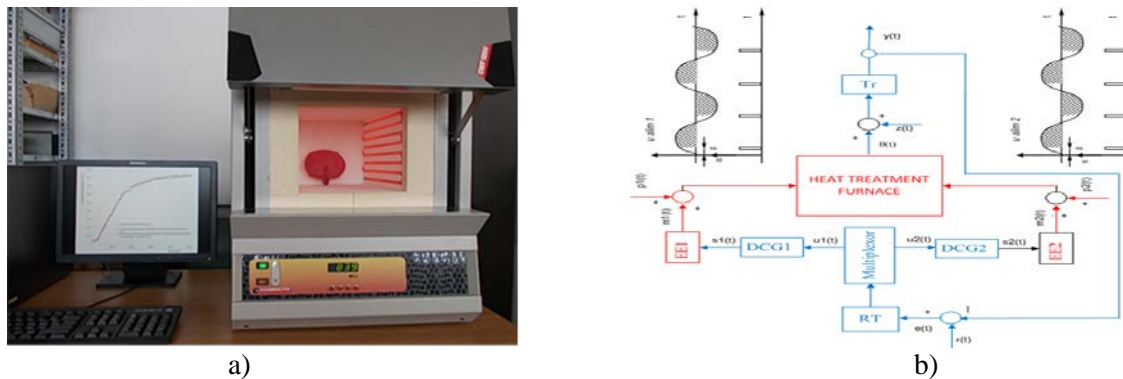 039
a)
t
t
t
t
u alim 1
α
u alim 2
α
y(t)
Tr
z(t)
θ(t)
HEAT TREATMENT
FURNACE
p1(t)
m1(t)
p2(t)
m2(t)
EE1
s1(t)
DCG1
u1(t)
Multiplexor
u2(t)
DCG2
s2(t)
EE2
RT
e(t)
r(t)
b)